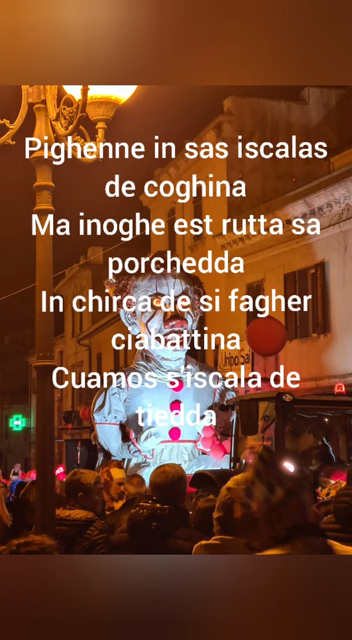 Pighenne in sas iscalas
de coghina
Ma inoghe est rutta sa
porchedda
In chirca de si fagher
ciabattina
Cuamos s'iscala de
tiedda